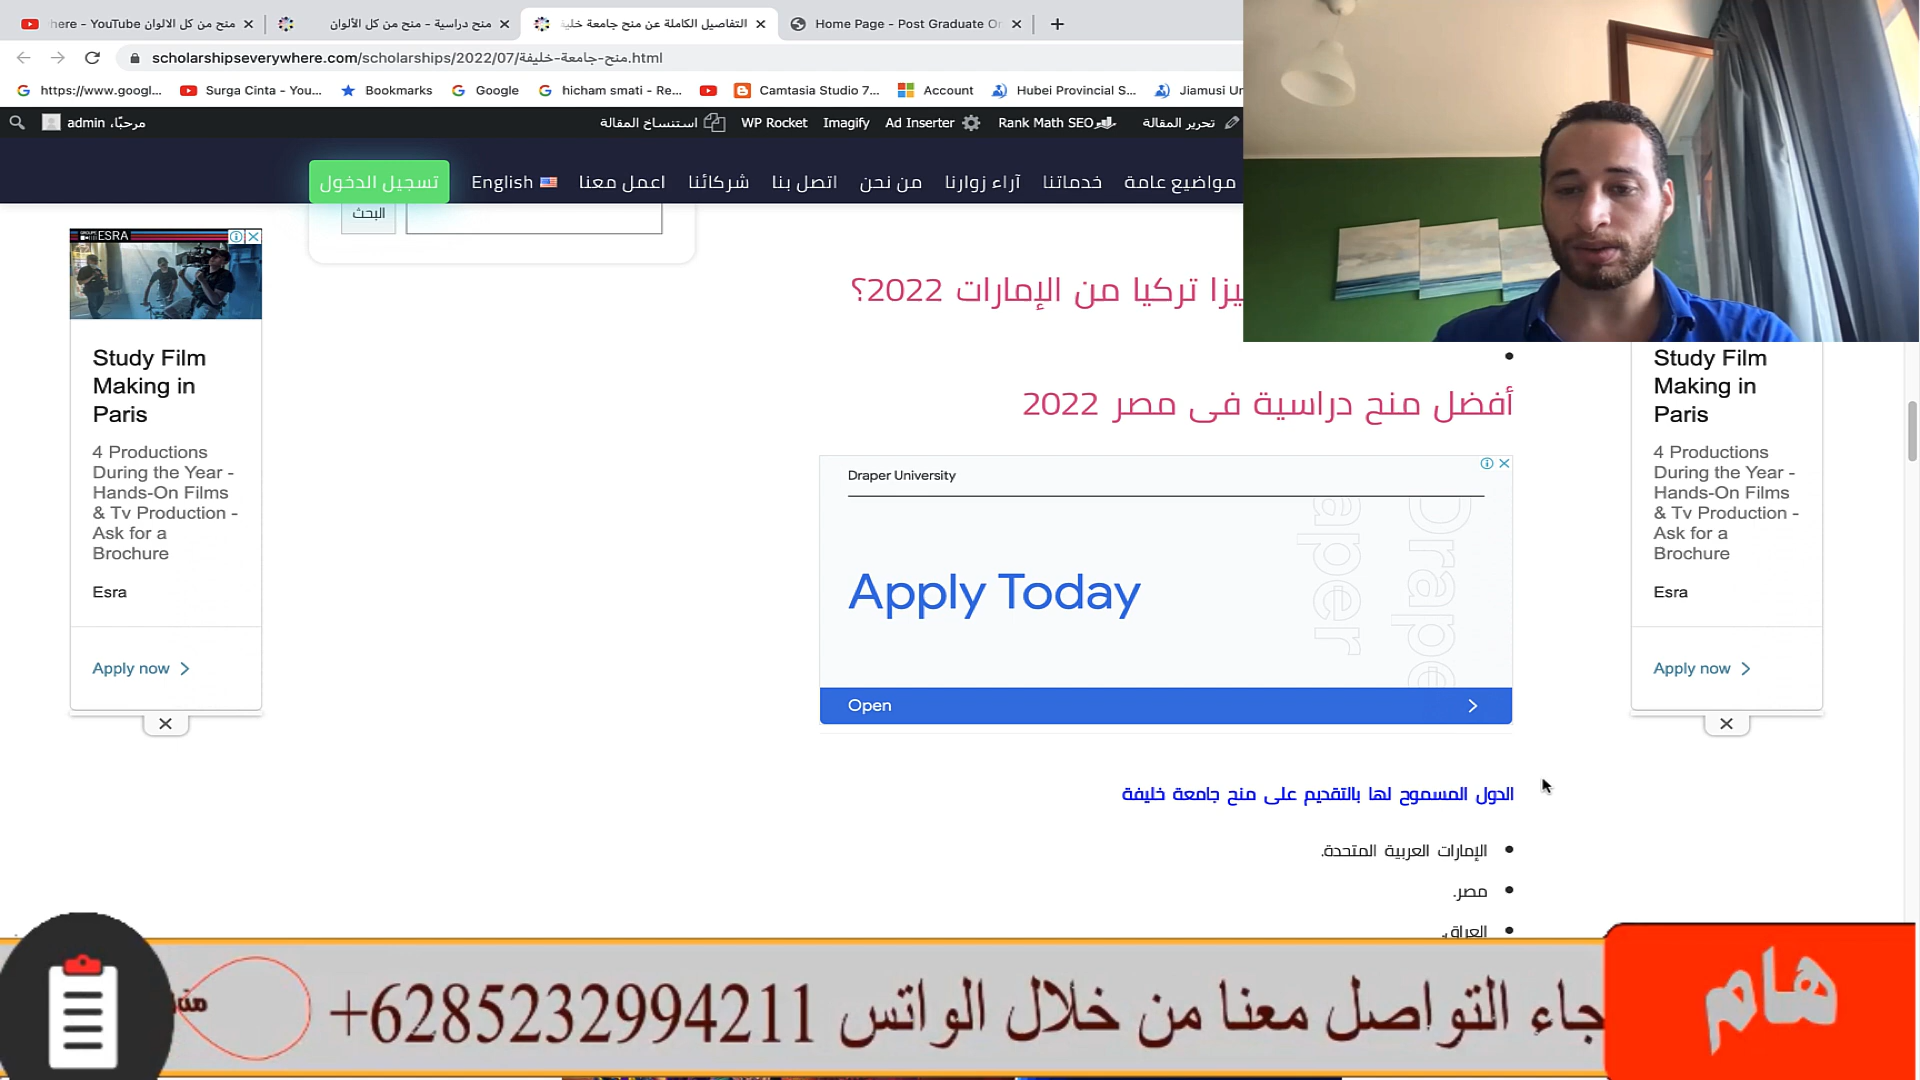 منح من كل الالوان here - YouTube
منح دراسية - منح من كل الألوان
التفاصيل الكاملة عن منح جامعة خليفة
Home Page - Post Graduate
scholarshipseverywhere.com/scholarships/2022/07/منح-جامعة-خليفة.html
https://www.googl...
Surga Cinta - You...
Bookmarks
Google
hicham smati - Re...
Camtasia Studio 7...
Account
Hubei Provincial S...
Jiamusi
مرحبًا، admin
استنساخ المقالة
WP Rocket
Imagify
Ad Inserter
Rank Math SEO
تحرير المقالة
مواضيع عامة
خدماتنا
آراء زوارنا
من نحن
اتصل بنا
شركائنا
اعمل معنا
English
تسجيل الدخول
البحث
تركيا من الإمارات 2022؟
أفضل منح دراسية فى مصر 2022
ESRA
Study Film
Making in
Paris
4 Productions
During the Year -
Hands-On Films
& Tv Production -
Ask for a
Brochure
Esra
Apply now
Draper University
Draper
Apply Today
Open
Study Film
Making in
Paris
4 Productions
During the Year -
Hands-On Films
& Tv Production -
Ask for a
Brochure
Esra
Apply now
الدول المسموح لها بالتقديم على منح جامعة خليفة
الإمارات العربية المتحدة.
مصر.
العراق.
هام
جاء التواصل معنا من خلال الواتس 6285232994211+